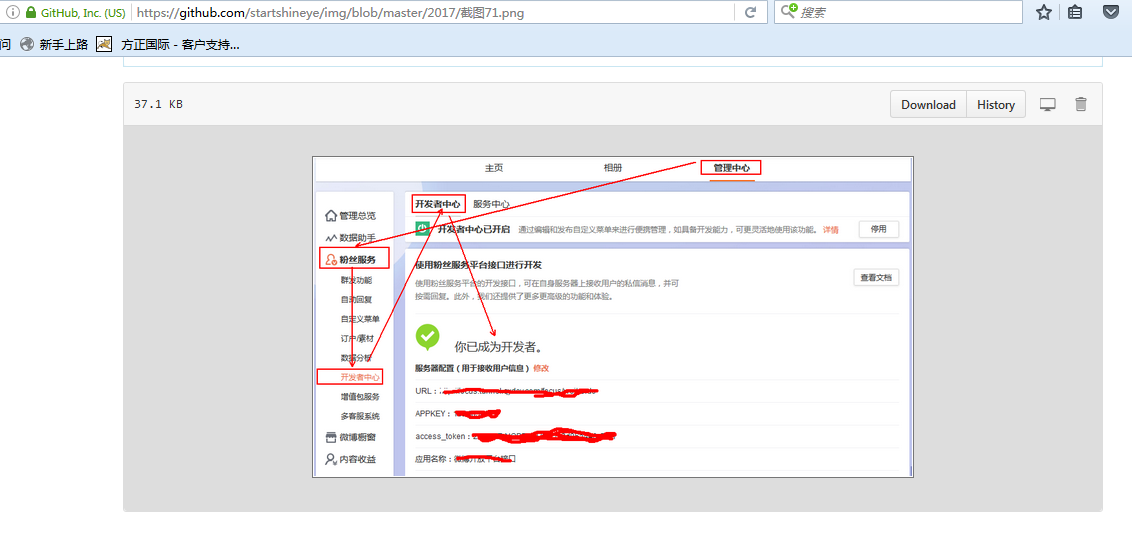 GitHub, Inc. (US) https://github.com/startshineye/img/blob/master/2017/截图71.png 搜索
问 新手上路 方正国际 - 客户支持...
37.1 KB Download History
主页 相册 管理中心
开发者中心 服务中心
管理总览
开发者中心已开启 通过编辑和发布自定义菜单来进行便携管理，如具备开发能力，可更灵活地使用该功能。 详情 停用
数据助手
粉丝服务
使用粉丝服务平台接口进行开发
查看文档
群发功能
使用粉丝服务平台的开发接口，可在自身服务器上接收用户的私信消息，并可
按需回复。此外，我们还提供了更多更高级的功能和体验。
自动回复
自定义菜单
订户/素材
你已成为开发者。
数据分析
服务器配置（用于接收用户信息） 修改
开发者中心
URL：
增值包服务
APPKEY：
多客服系统
微博橱窗
access_token：
内容收益
应用名称：